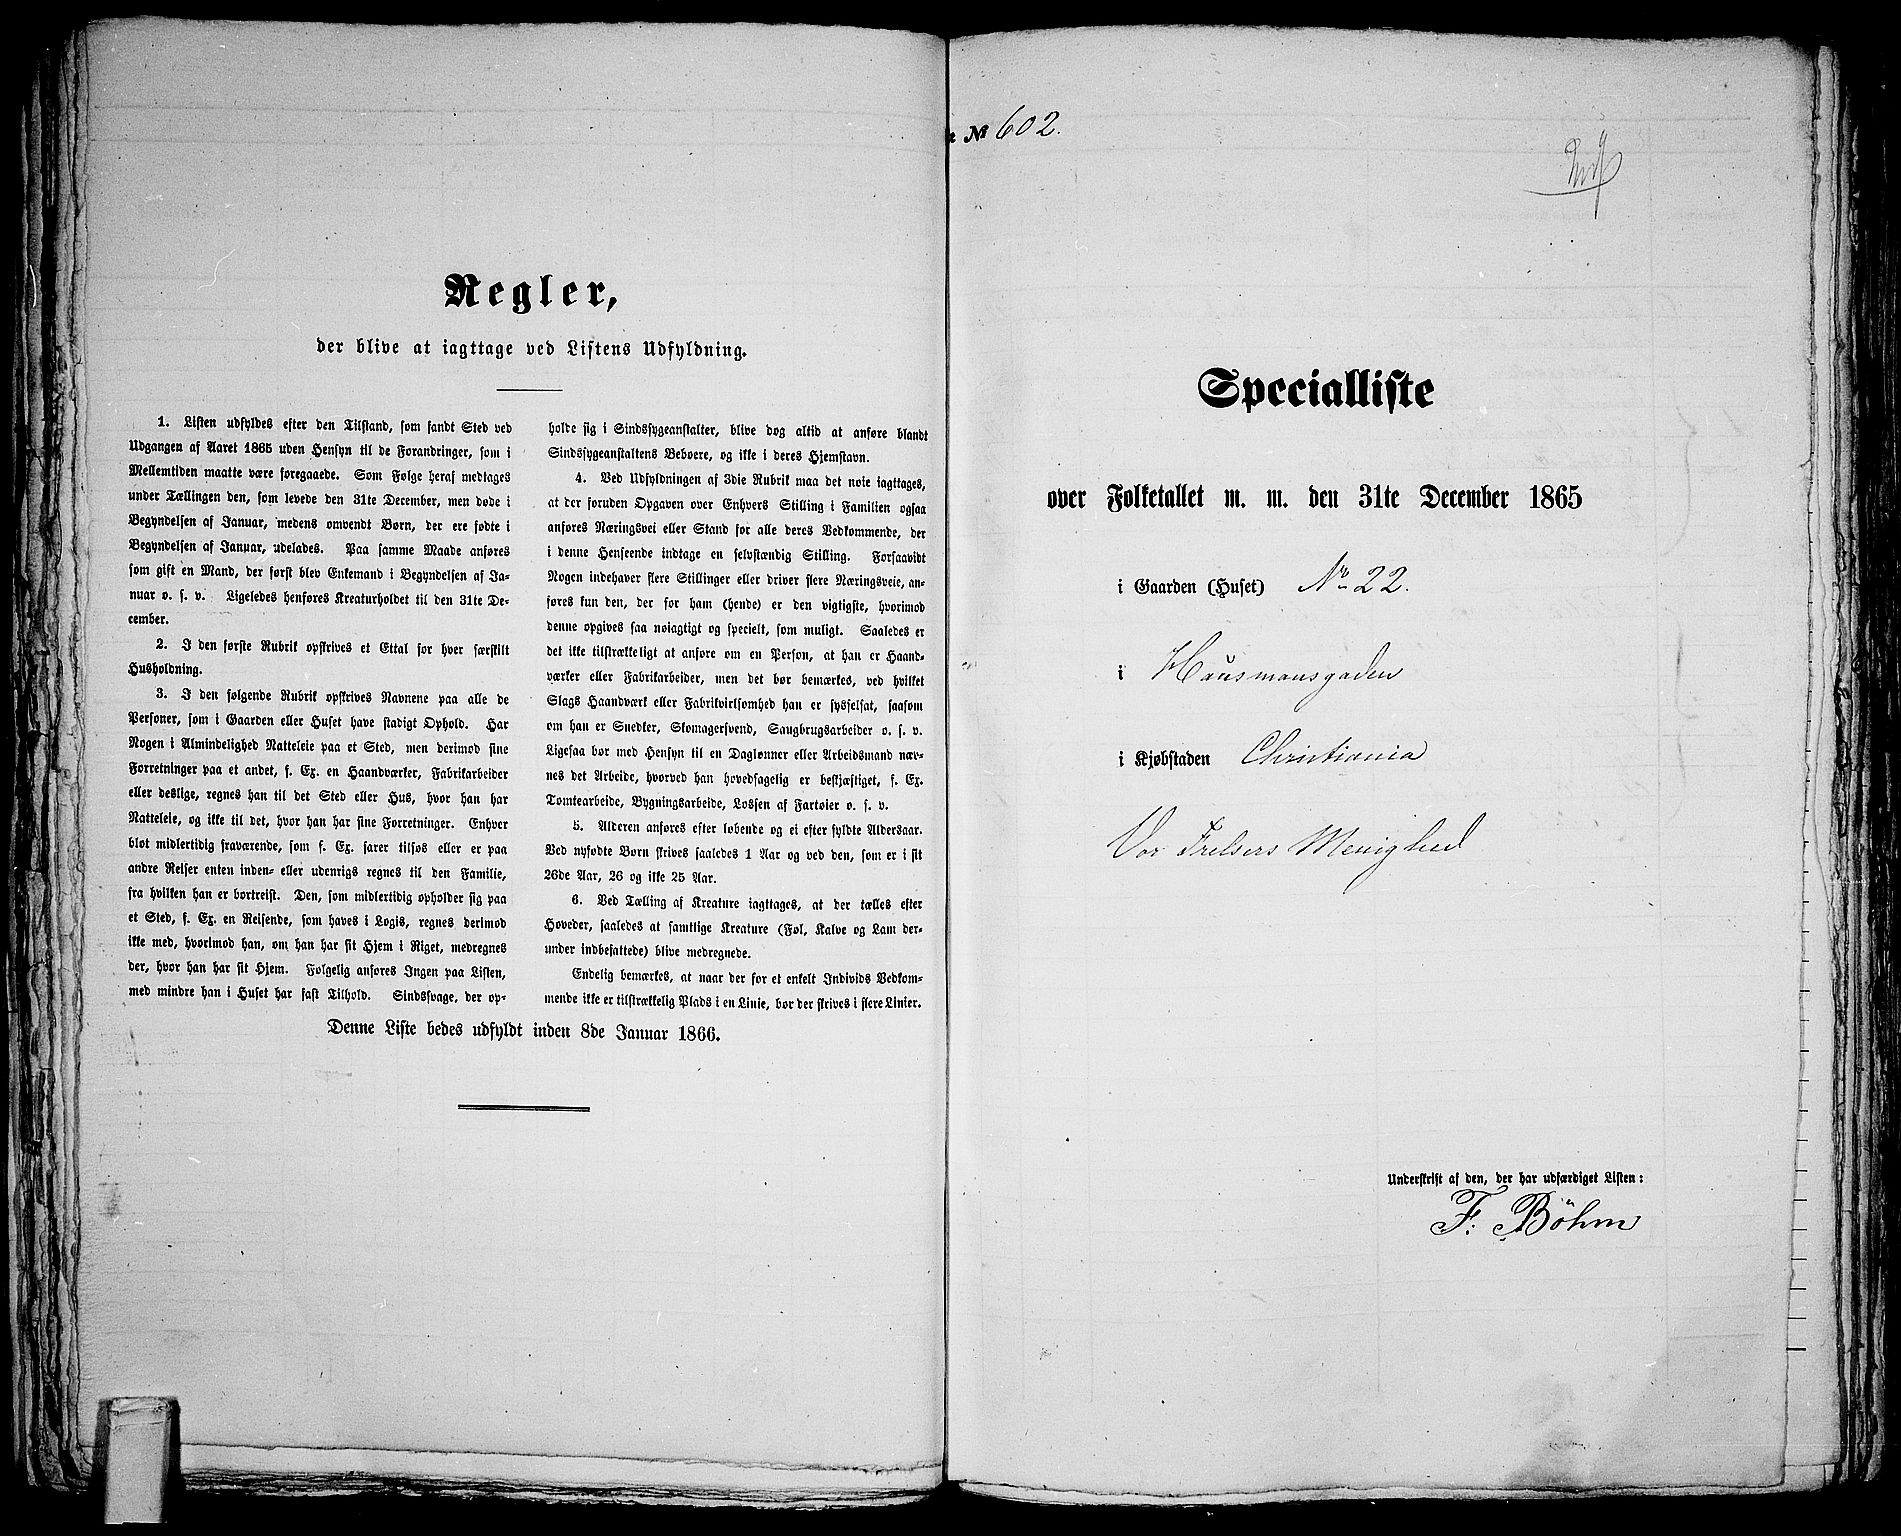 Regler,
der blive at iagttage ved Listens Udfyldning.
1. Listen udfyldes efter den Tilstand, som fandt Sted ved
Udgangen af Aaret 1865 uden Hensyn til de Forandringer, som i
Mellemtiden maatte være foregaaede. Som Følge heraf medtages
under Tællingen den, som levede den 31te December, men døde i
Begyndelsen af Januar, medens omvendt Børn, der ere fødte i
Begyndelsen af Januar, udelades. Paa samme Maade anføres
som gift en Mand, der først blev Enkemand i Begyndelsen af Ja-
nuar o. s. v. Ligeledes henføres Kreaturholdet til den 31te De-
cember.
2. I den første Rubrik opskrives et Ettal for hver særskilt
Husholdning.
3. I den følgende Rubrik opskrives Navnene paa alle de
Personer, som i Gaarden eller Huset have stadigt Ophold. Har
Nogen i Almindelighed Natteleie paa et Sted, men derimod sine
Forretninger paa et andet, f. Ex. en Haandværker, Fabrikarbeider
eller deslige, regnes han til det Sted eller Hus, hvor han har
Natteleie, og ikke til det, hvor han har sine Forretninger. Enhver
blot midlertidig fraværende, som f. Ex. farer tilsøs eller er paa
andre Reiser enten inden- eller udenrigs regnes til den Familie,
fra hvilken han er bortreist. Den, som midlertidig opholder sig paa
et Sted, f. Ex. en Reisende, som haves i Logis, regnes derimod
ikke med, hvorimod han, om han har sit Hjem i Riget, medregnes
der, hvor han har sit Hjem. Følgelig anføres Ingen paa Listen,
med mindre han i Huset har fast Tilhold. Sindssvage, der op-
holde sig i Sindssygeanstalter, blive dog altid at anføre blandt
Sindssygeanstaltens Beboere, og ikke i deres Hjemstavn.
4. Ved Udfyldningen af 3die Rubrik maa det nøie iagttages,
at der foruden Opgaven over Enhvers Stilling i Familien ogsaa
anføres Næringsvei eller Stand for alle deres Vedkommende, der
i denne Henseende indtage en selvstændig Stilling. Forsaavidt
Nogen indehaver flere Stillinger eller driver flere Næringsveie, an-
føres kun den, der for ham (hende) er den vigtigste, hvorimod
denne opgives saa nøiagtigt og specielt, som muligt. Saaledes er
det ikke tilstrækkeligt at anføre om en Person, at han er Haand-
værker eller Fabrikarbeider, men det bør bemærkes, ved hvilket
Slags Haandværk eller Fabrikvirksomhed han er sysselsat, saasom
om han er Snedker, Skomagersvend, Saugbrugsarbeider o. s. v.
Ligesaa bør med Hensyn til en Daglønner eller Arbeidsmand næv-
nes det Arbeide, hvorved han hovedsagelig er beskjæftiget, f. Ex.
Tomtearbeide, Bygningsarbeide, Lossen af Fartøier o. s. v.
5. Alderen anføres efter løbende og ei efter fyldte Aldersaar.
Ved nyfødte Børn skrives saaledes 1 Aar og ved den, som er i sit
26de Aar, 26 og ikke 25 Aar.
6. Ved Tælling af Kreature iagttages, at der tælles efter
Hoveder, saaledes at samtlige Kreature (Føl, Kalve og Lam der-
under indbefattede) blive medregnede.
Endelig bemærkes, at naar der for et enkelt Individs Vedkom-
mende ikke er tilstrækkelig Plads i en Linie, bør der skrives i flere Linier.
Denne Liste bedes udfyldt inden 8de Januar 1866.
№ 602.
Specialliste
over Folketallet m. m. den 31te December 1865
i Gaarden (Huset) No 22.
i Hausmansgaden
i Kjøbstaden Christiania
Vor Frelsers Menighed
Underskrift af den, der har udfærdiget Listen:
F. Böhm